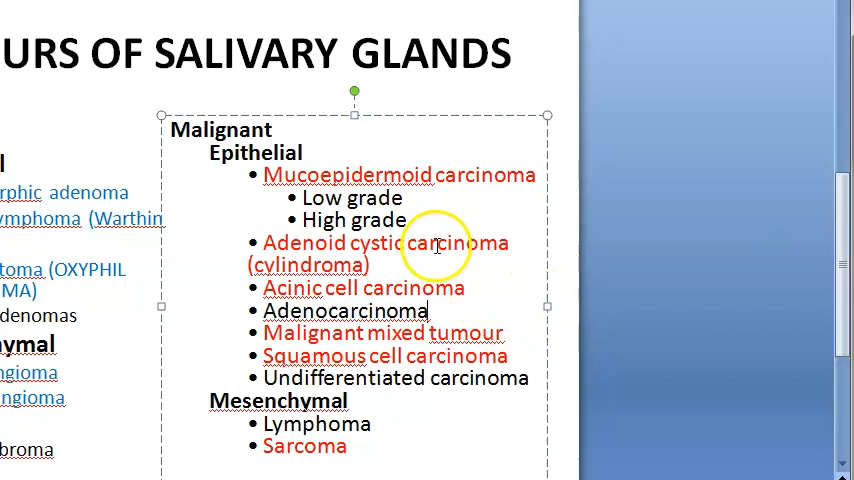 URS OF SALIVARY GLANDS
l
rphic adenoma
ymphoma (Warthin
toma (OXYPHIL
MA)
denomas
hymal
ngioma
angioma
broma
Malignant
Epithelial
• Mucoepidermoid carcinoma
• Low grade
• High grade
• Adenoid cystic carcinoma
(cylindroma)
• Acinic cell carcinoma
• Adenocarcinoma
• Malignant mixed tumour
• Squamous cell carcinoma
• Undifferentiated carcinoma
Mesenchymal
• Lymphoma
• Sarcoma